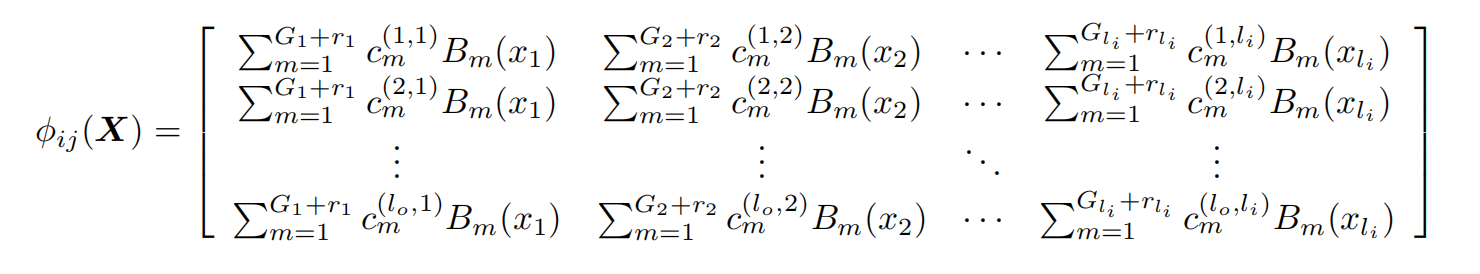 $\phi_{ij}(\boldsymbol{X}) = \left[ \begin{array}{cccc} \sum_{m=1}^{G_1+r_1} c_m^{(1,1)} B_m(x_1) & \sum_{m=1}^{G_2+r_2} c_m^{(1,2)} B_m(x_2) & \cdots & \sum_{m=1}^{G_{l_i}+r_{l_i}} c_m^{(1,l_i)} B_m(x_{l_i}) \\
\sum_{m=1}^{G_1+r_1} c_m^{(2,1)} B_m(x_1) & \sum_{m=1}^{G_2+r_2} c_m^{(2,2)} B_m(x_2) & \cdots & \sum_{m=1}^{G_{l_i}+r_{l_i}} c_m^{(2,l_i)} B_m(x_{l_i}) \\
\vdots & \vdots & \ddots & \vdots \\
\sum_{m=1}^{G_1+r_1} c_m^{(l_o,1)} B_m(x_1) & \sum_{m=1}^{G_2+r_2} c_m^{(l_o,2)} B_m(x_2) & \cdots & \sum_{m=1}^{G_{l_i}+r_{l_i}} c_m^{(l_o,l_i)} B_m(x_{l_i}) \end{array} \right]$